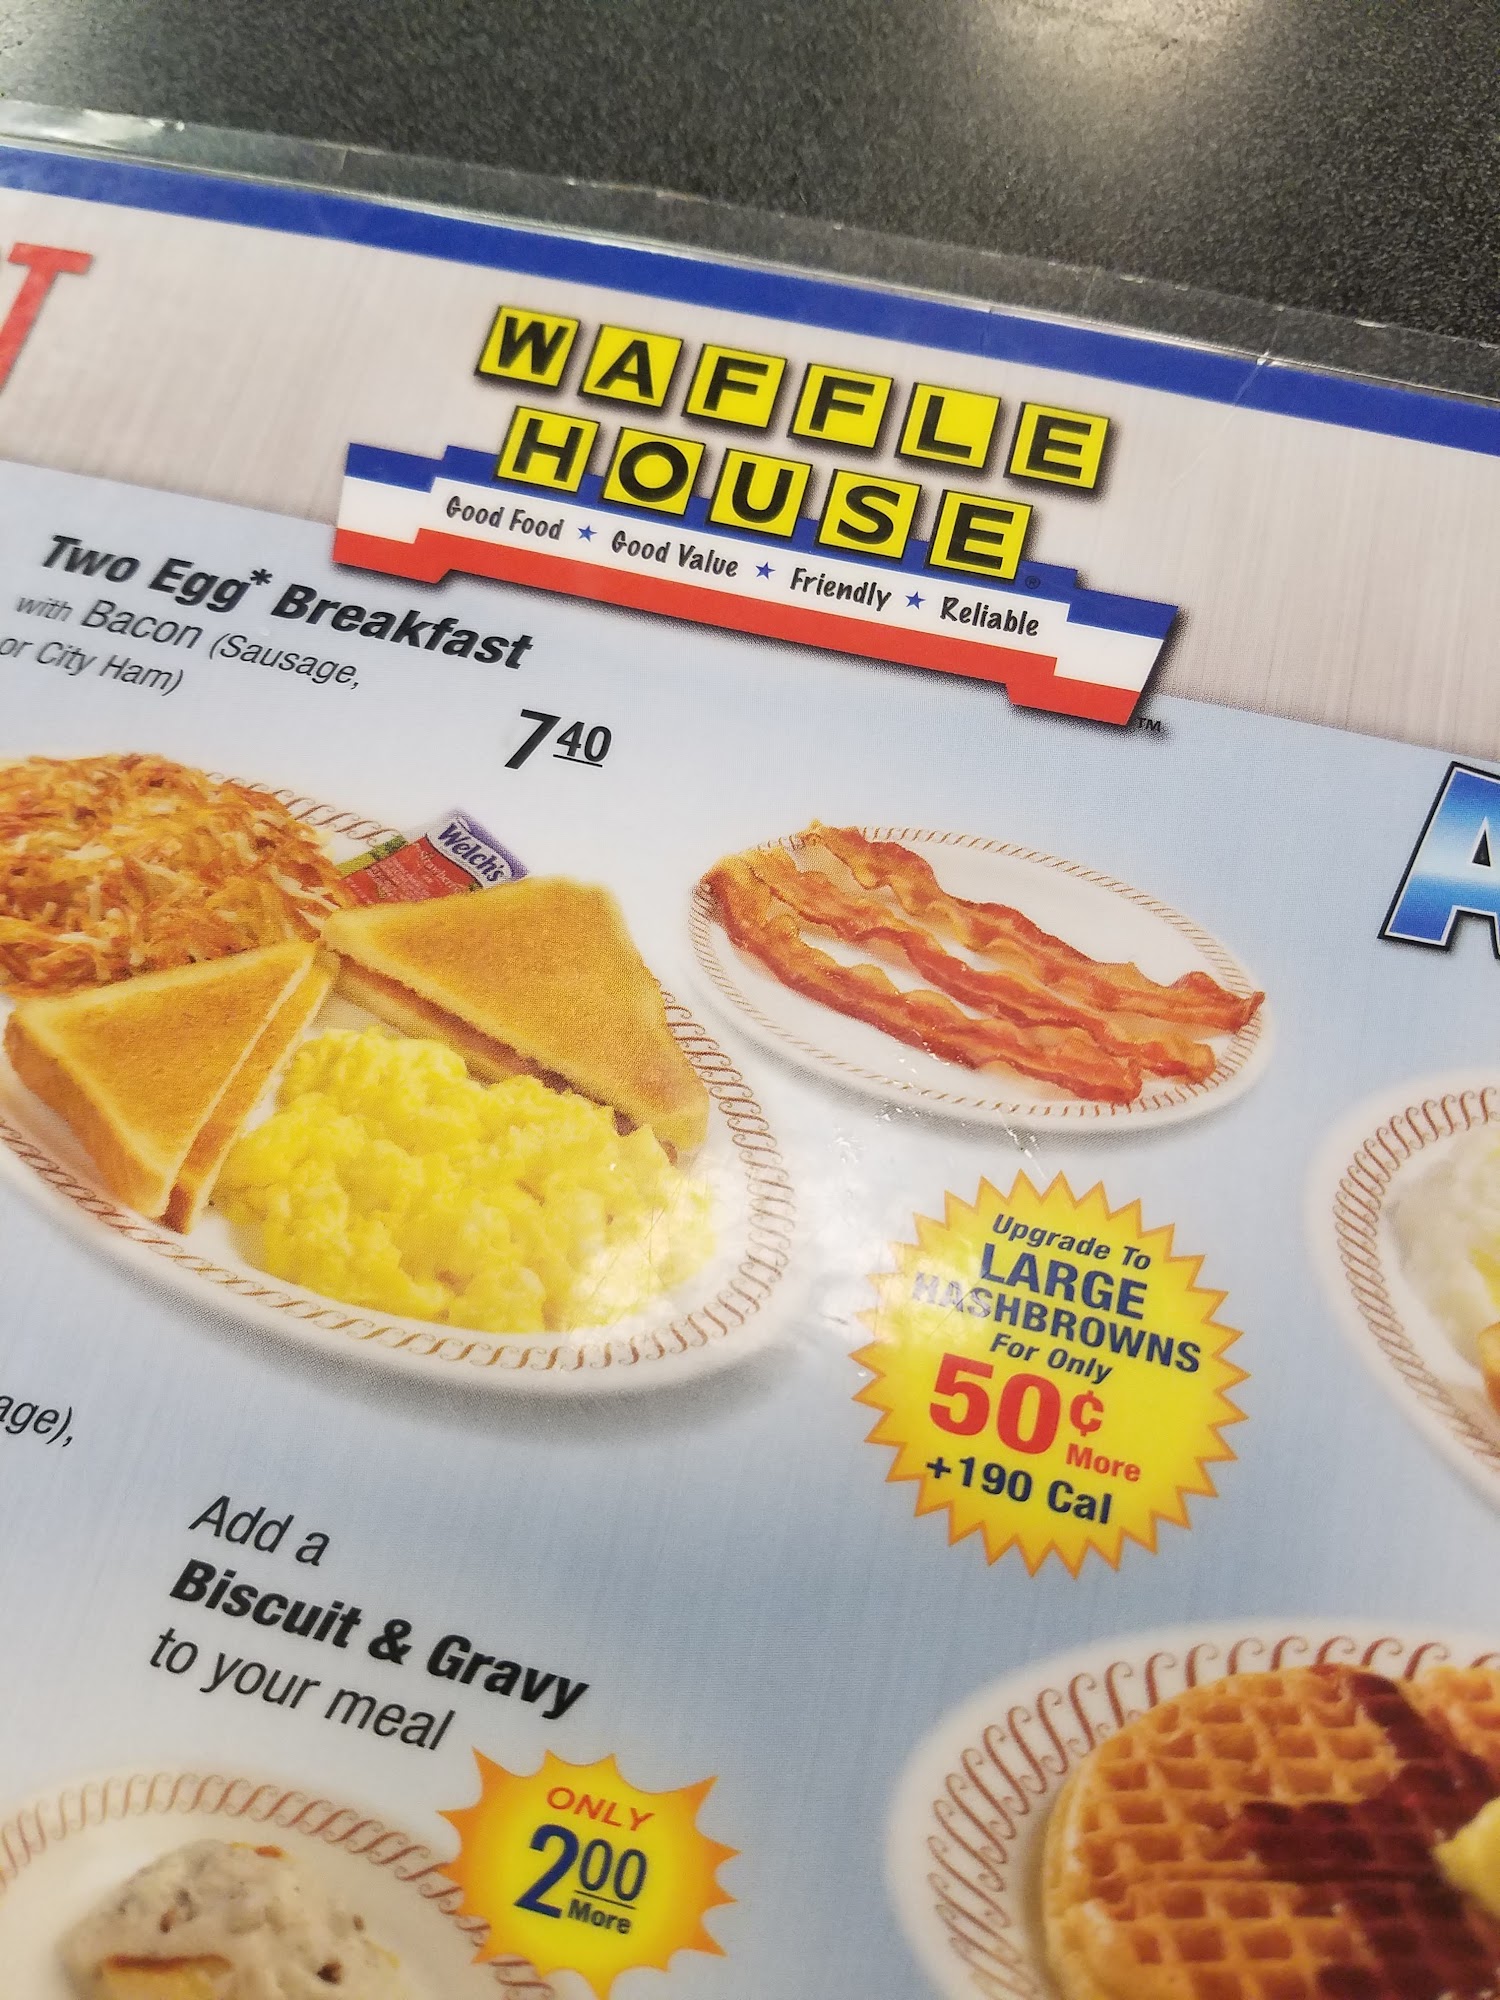 WAFFLE
HOUSE®
Good Food ★ Good Value ★ Friendly ★ Reliable
TM
Two Egg* Breakfast
with Bacon (Sausage,
or City Ham)
7 40
Welch's
Upgrade To
LARGE
HASHBROWNS
For Only
50¢
More
+190 Cal
age),
Add a
Biscuit & Gravy
to your meal
ONLY
2 00
More